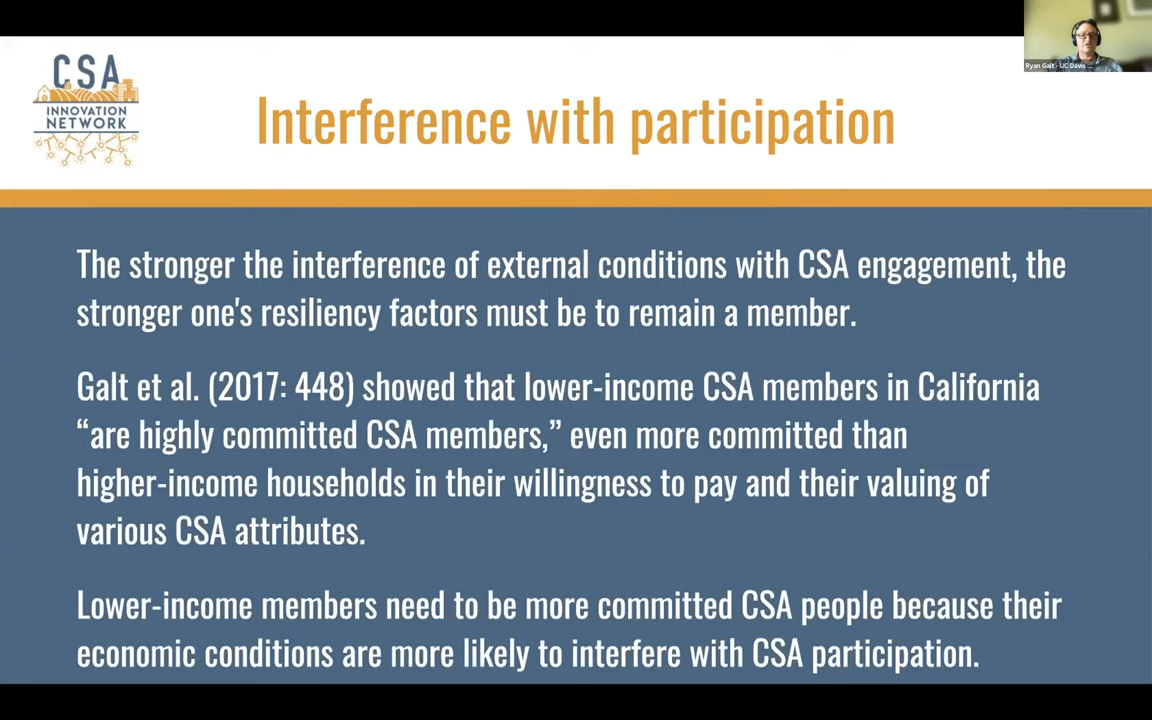 CSA
INNOVATION
NETWORK
Ryan Galt - UC Davis
Interference with participation
The stronger the interference of external conditions with CSA engagement, the
stronger one's resiliency factors must be to remain a member.
Galt et al. (2017: 448) showed that lower-income CSA members in California
“are highly committed CSA members,” even more committed than
higher-income households in their willingness to pay and their valuing of
various CSA attributes.
Lower-income members need to be more committed CSA people because their
economic conditions are more likely to interfere with CSA participation.